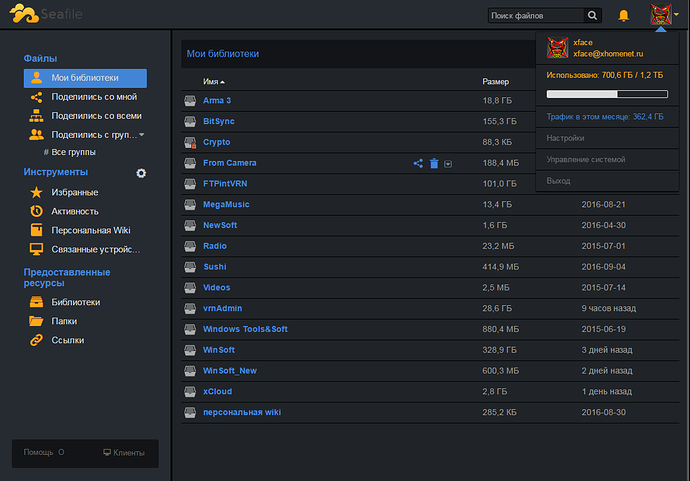 Seafile
Поиск файлов
Файлы
Мои библиотеки
Поделились со мной
Поделиться со всеми
Поделились с груп...
# Все группы
Инструменты
Избранные
Активность
Персональная Wiki
Связанные устройс...
Предоставленные
ресурсы
Библиотеки
Папки
Ссылки
Помощь О Клиенты
Мои библиотеки
Имя Размер
Arma 3 18,8 ГБ
BitSync 155,3 ГБ
Crypto 88,3 КБ
From Camera 188,4 МБ
FTPintVRN 101,0 ГБ
MegaMusic 13,4 ГБ 2016-08-21
NewSoft 1,6 ГБ 2016-04-30
Radio 23,2 МБ 2015-07-01
Sushi 414,9 МБ 2016-09-04
Videos 2,5 МБ 2015-07-14
vrnAdmin 28,6 ГБ 9 часов назад
Windows Tools&Soft 880,4 МБ 2015-06-19
WinSoft 328,9 ГБ 3 дней назад
WinSoft_New 600,3 МБ 2 дней назад
xCloud 2,8 ГБ 1 день назад
персональная wiki 285,2 КБ 2016-08-30
xface
xface@xhomenet.ru
Использовано: 700,6 ГБ / 1,2 ТБ
Трафик в этом месяце: 362,4 ГБ
Настройки
Управление системой
Выход